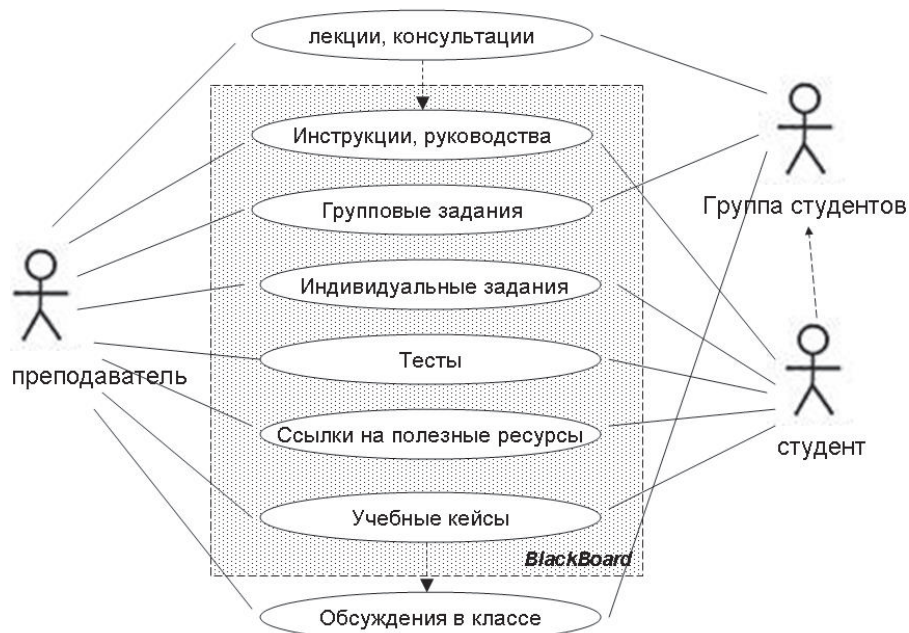 лекции, консультации
Инструкции, руководства
Групповые задания
Группа студентов
Индивидуальные задания
Тесты
преподаватель
Ссылки на полезные ресурсы
студент
Учебные кейсы
BlackBoard
Обсуждения в классе